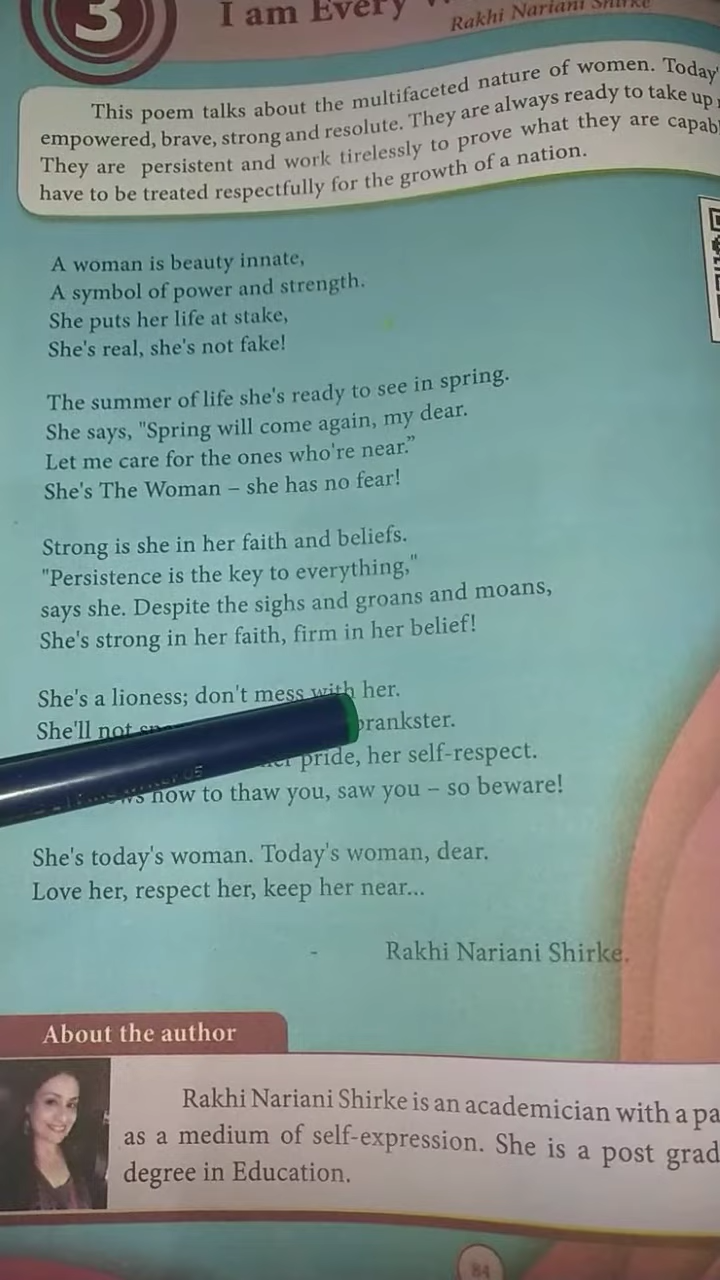 3
I am Every
Rakhi Nariani Shirke
This poem talks about the multifaceted nature of women. Today'
empowered, brave, strong and resolute. They are always ready to take up
They are persistent and work tirelessly to prove what they are capab
have to be treated respectfully for the growth of a nation.
A woman is beauty innate,
A symbol of power and strength.
She puts her life at stake,
She's real, she's not fake!
The summer of life she's ready to see in spring.
She says, "Spring will come again, my dear.
Let me care for the ones who're near.”
She's The Woman – she has no fear!
Strong is she in her faith and beliefs.
"Persistence is the key to everything,"
says she. Despite the sighs and groans and moans,
She's strong in her faith, firm in her belief!
She's a lioness; don't mess with her.
She'll not prankster.
pride, her self-respect.
how to thaw you, saw you – so beware!
She's today's woman. Today's woman, dear.
Love her, respect her, keep her near...
- Rakhi Nariani Shirke.
About the author
Rakhi Nariani Shirke is an academician with a pa
as a medium of self-expression. She is a post grad
degree in Education.
84